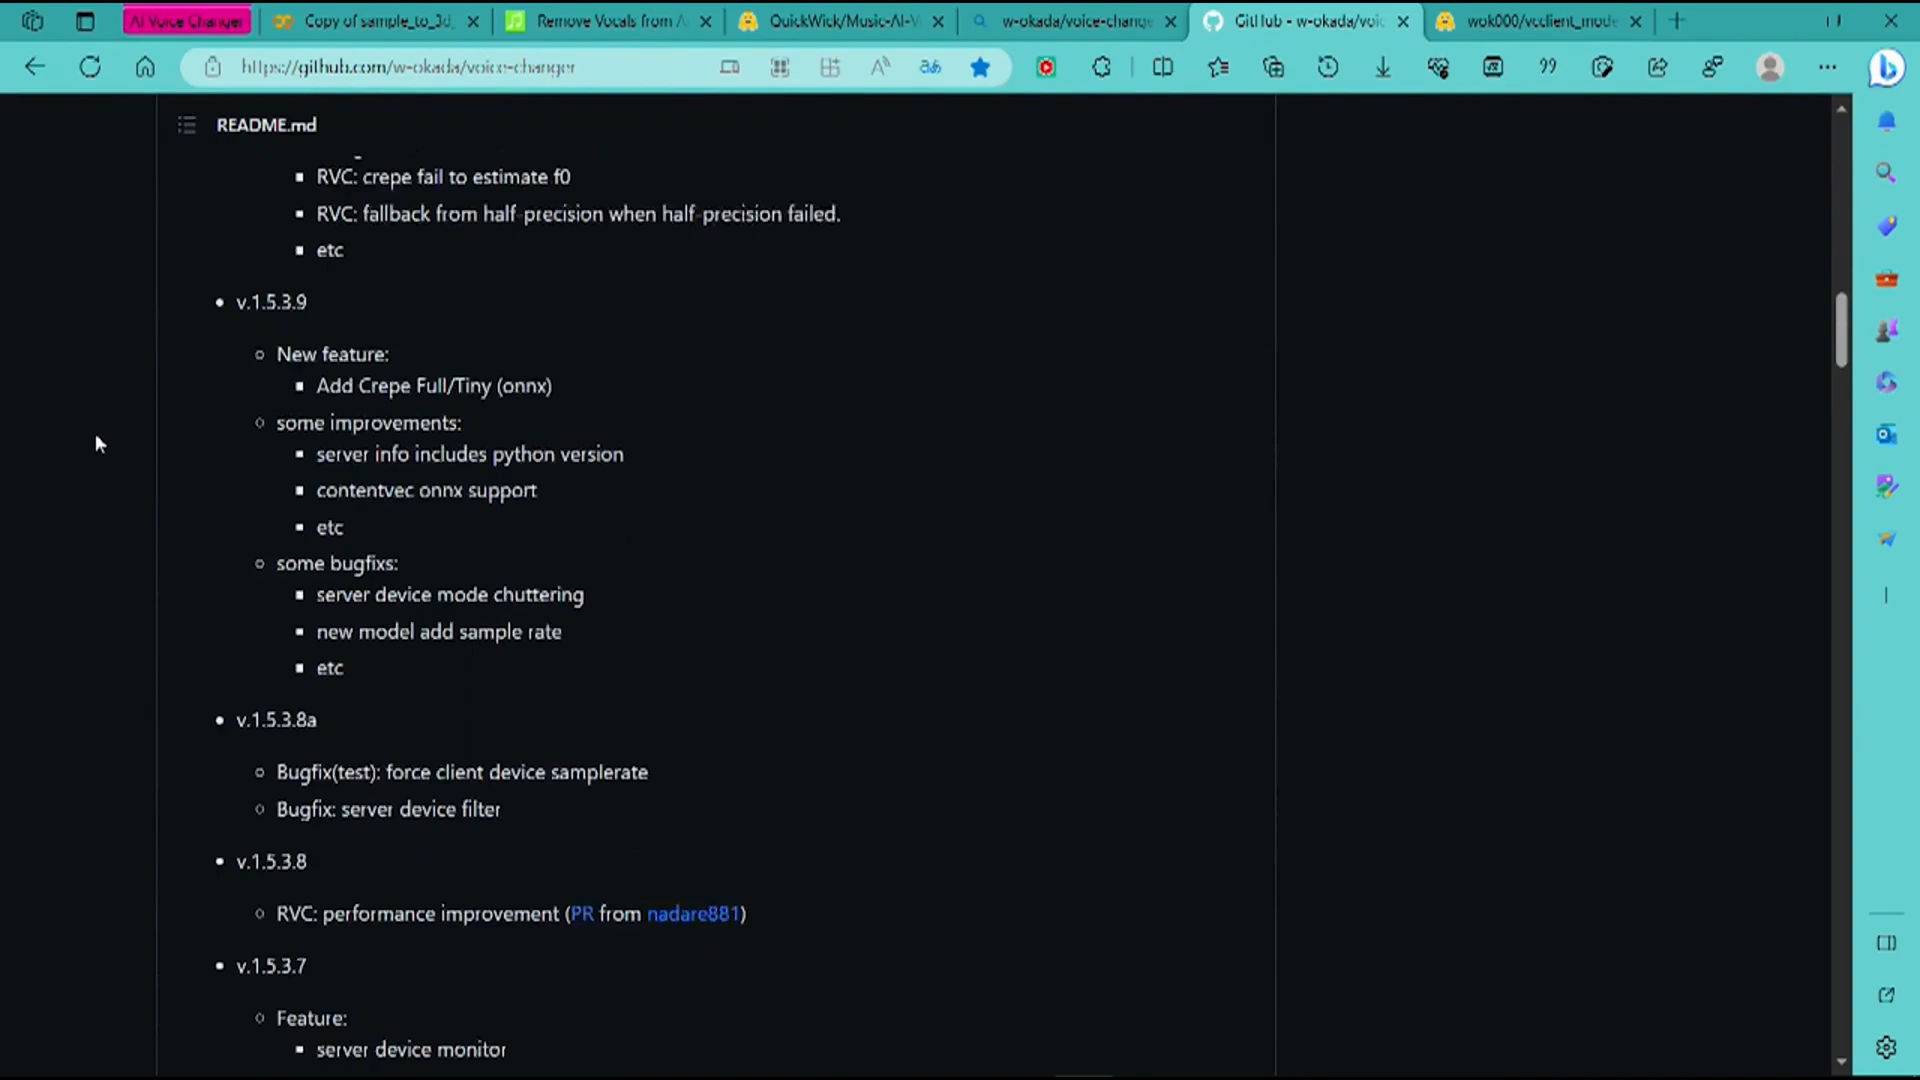 AI Voice Changer
Copy of sample_to_3d.
Remove Vocals from A
QuickWick/Music-AI-V
w-okada/voice-change
GitHub - w-okada/voic
wok000/vcclient_mode
https://github.com/w-okada/voice-changer
README.md
RVC: crepe fail to estimate f0
RVC: fallback from half-precision when half-precision failed.
etc
v.1.5.3.9
New feature:
Add Crepe Full/Tiny (onnx)
some improvements:
server info includes python version
contentvec onnx support
etc
some bugfixs:
server device mode chuttering
new model add sample rate
etc
v.1.5.3.8a
Bugfix(test): force client device samplerate
Bugfix: server device filter
v.1.5.3.8
RVC: performance improvement (PR from nadare881)
v.1.5.3.7
Feature:
server device monitor